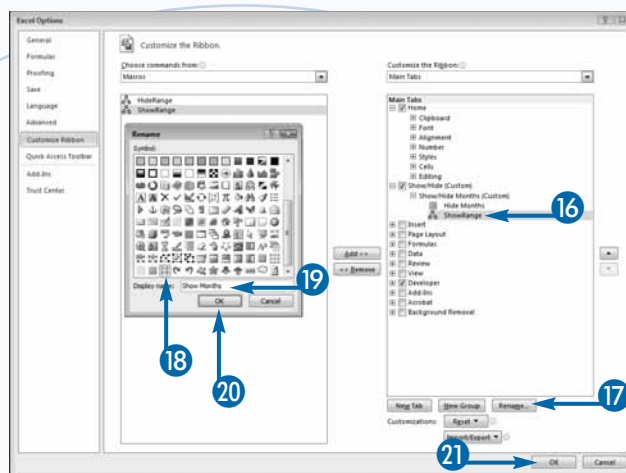 Excel Options
General
Formulas
Proofing
Save
Language
Advanced
Customize Ribbon
Quick Access Toolbar
Add-Ins
Trust Center
Customize the Ribbon.
Choose commands from:
Macros
HideRange
ShowRange
Rename
Symbol:
Display name: Show Months
OK Cancel
18
19
20
Add >>
<< Remove
Customize the Ribbon:
Main Tabs
Main Tabs
Home
Clipboard
Font
Alignment
Number
Styles
Cells
Editing
Show/Hide (Custom)
Show/Hide Months (Custom)
Hide Months
ShowRange
16
Insert
Page Layout
Formulas
Data
Review
View
Developer
Add-Ins
Acrobat
Background Removal
New Tab New Group Rename...
17
Customizations: Reset
Import/Export
21
OK Cancel